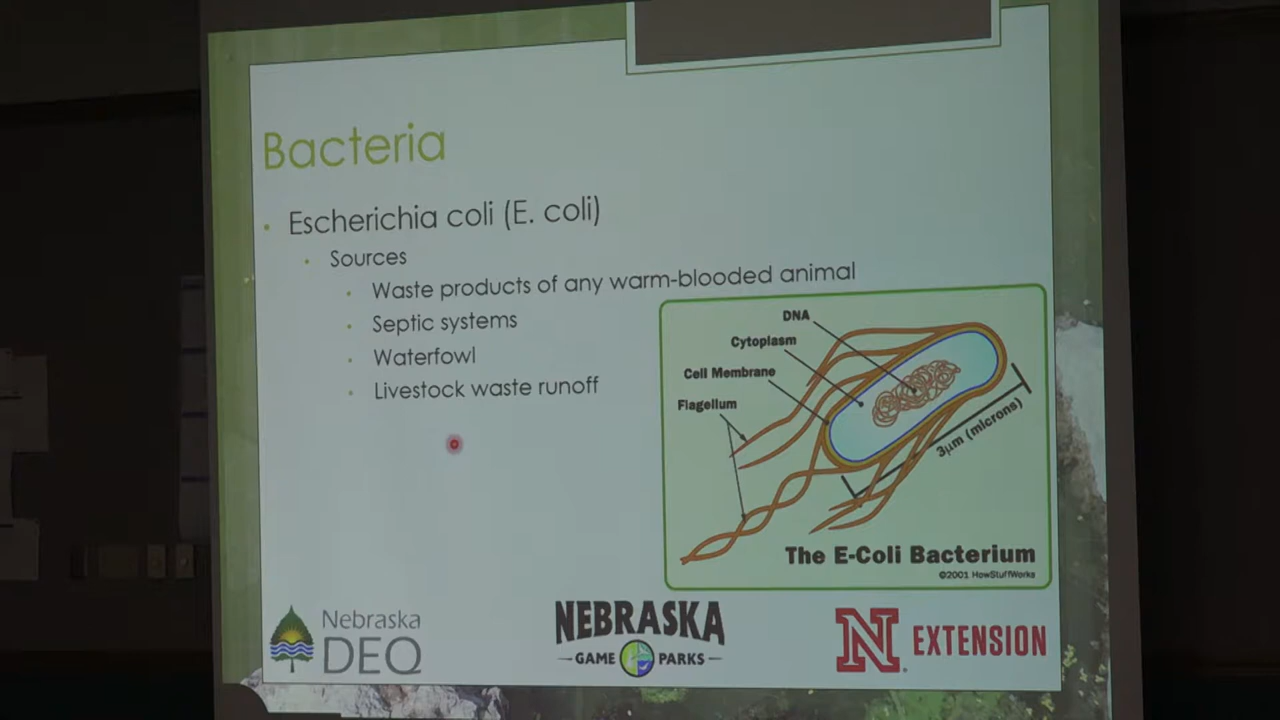 Bacteria
Escherichia coli (E. coli)
Sources
Waste products of any warm-blooded animal
Septic systems
Waterfowl
Livestock waste runoff
DNA
Cytoplasm
Cell Membrane
Flagellum
3µm (microns)
The E-Coli Bacterium
©2001 HowStuffWorks
Nebraska
DEQ
NEBRASKA
GAME PARKS
N EXTENSION